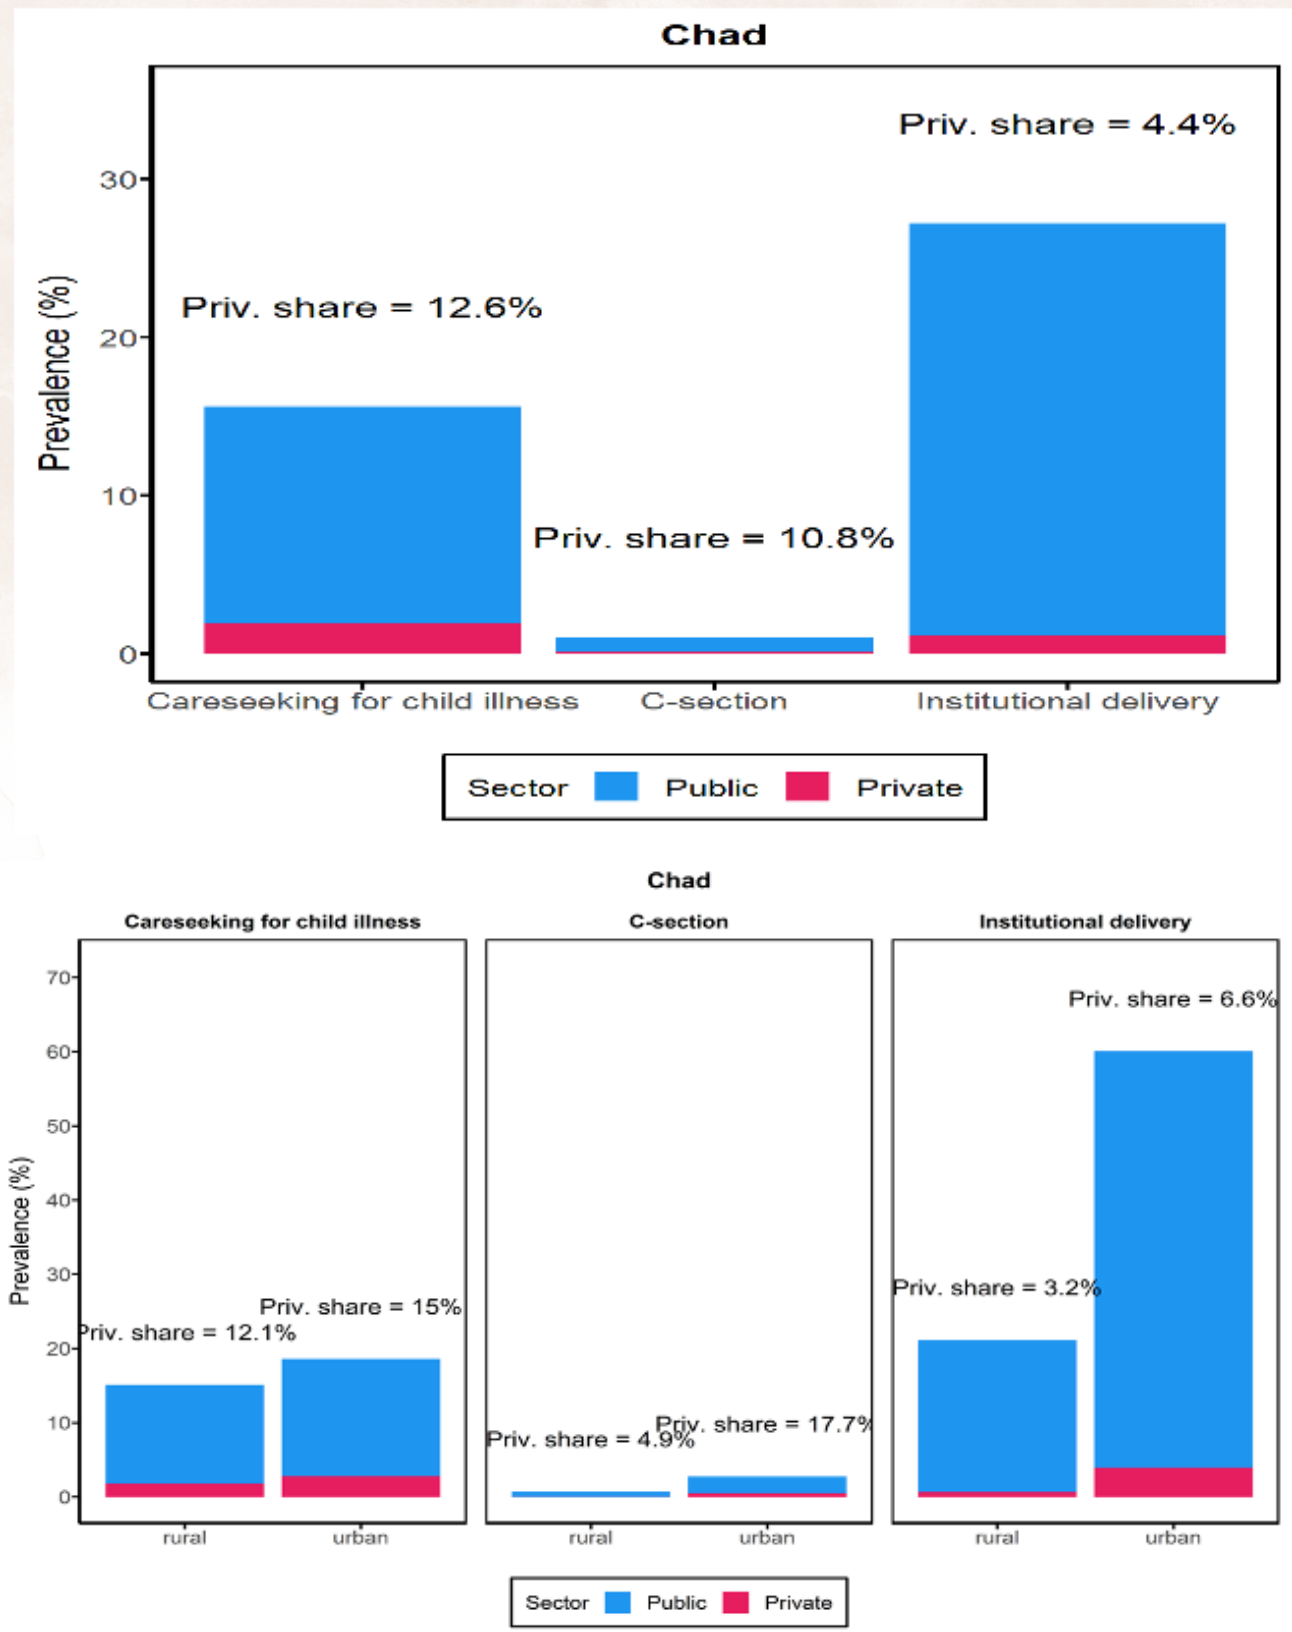 Chad
Priv. share = 4.4%
30
Priv. share = 12.6%
20
Prevalence (%)
10
Priv. share = 10.8%
0
Careseeking for child illness C-section Institutional delivery
Sector Public Private
Chad
Careseeking for child illness C-section Institutional delivery
70
Priv. share = 6.6%
60
50
40
Prevalence (%)
30
Priv. share = 3.2%
Priv. share = 15%
Priv. share = 12.1%
20
10
Priv. share = 17.7%
Priv. share = 4.9%
0
rural urban rural urban rural urban
Sector Public Private